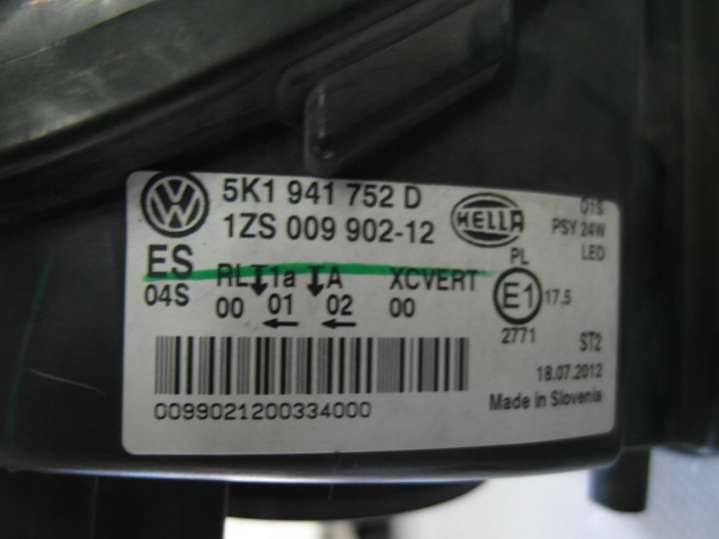 VW
5K1 941 752 D
1ZS 009 902-12
HELLA
D1S
PSY 24W
LED
ES
04S
RL 1a A XCVERT
00 01 02 00
← ←
PL
E1 17,5
2771
ST2
18.07.2012
Made in Slovenia
0099021200334000